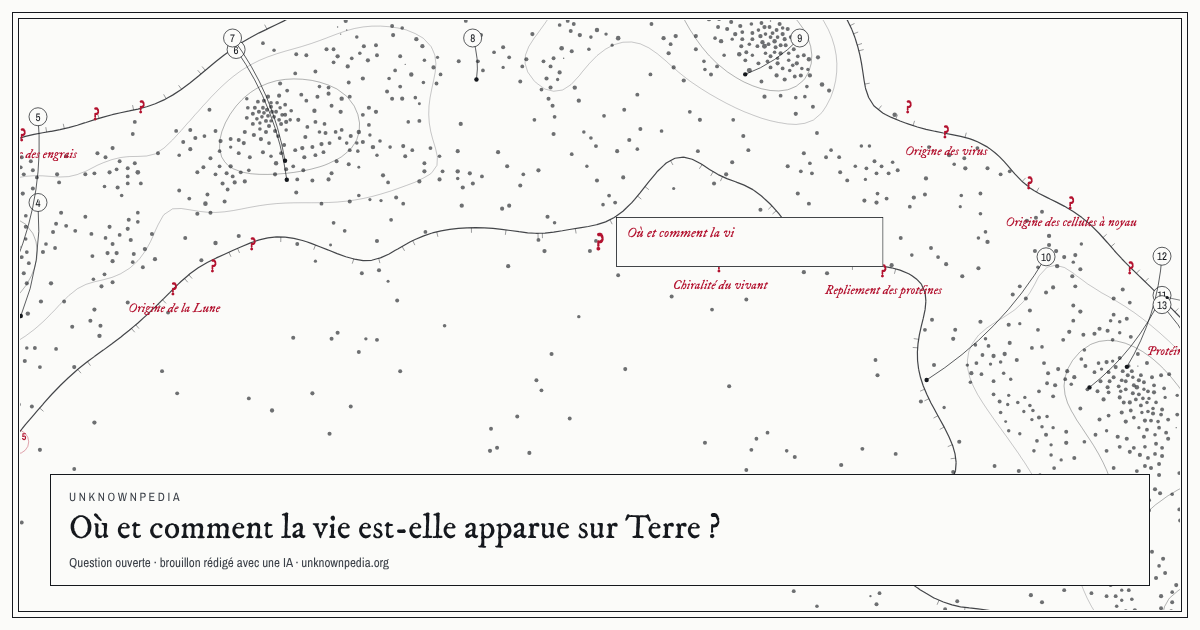 7
6
8
9
5
des engrais
4
Origine des virus
Origine des cellules à noyau
Où et comment la vi
10
12
11
13
Chiralité du vivant
Repliement des protéines
Origine de la Lune
Protéin
5
UNKNOWNPEDIA
Où et comment la vie est-elle apparue sur Terre ?
Question ouverte · brouillon rédigé avec une IA · unknownpedia.org